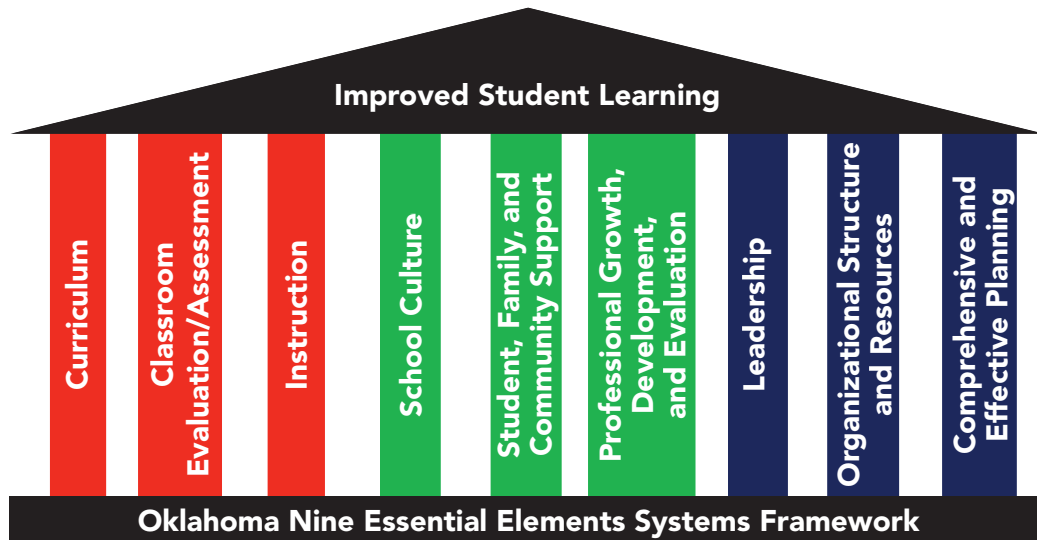 Improved Student Learning
Curriculum
Classroom
Evaluation/Assessment
Instruction
School Culture
Student, Family, and
Community Support
Professional Growth,
Development,
and Evaluation
Leadership
Organizational Structure
and Resources
Comprehensive and
Effective Planning
Oklahoma Nine Essential Elements Systems Framework